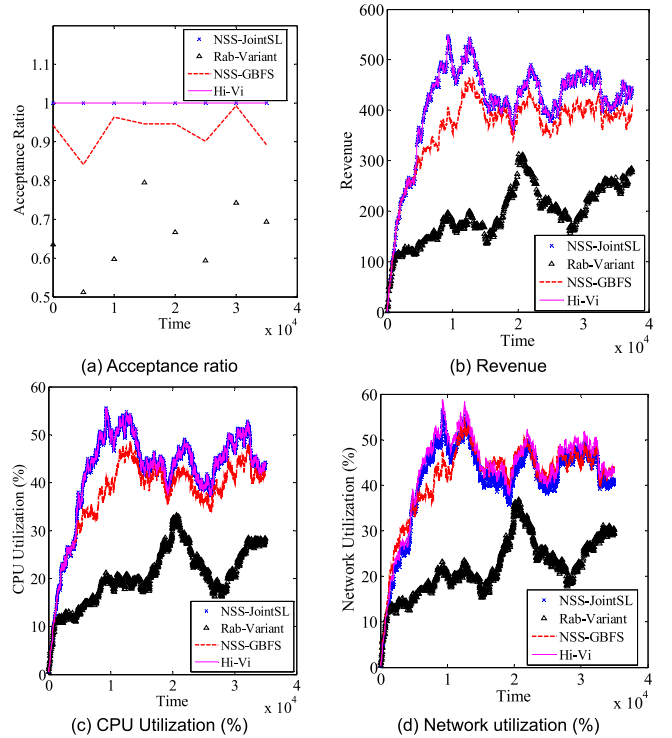 1.1
1
0.9
0.8
0.7
0.6
0.5
Acceptance Ratio
NSS-JointSL
Rab-Variant
NSS-GBFS
Hi-Vi
0 1 2 3 4
Time
x 10^4
(a) Acceptance ratio
600
500
400
300
200
100
0
Revenue
NSS-JointSL
Rab-Variant
NSS-GBFS
Hi-Vi
0 1 2 3 4
Time
x 10^4
(b) Revenue
60
50
40
30
20
10
0
CPU Utilization (%)
NSS-JointSL
Rab-Variant
NSS-GBFS
Hi-Vi
0 1 2 3 4
Time
x 10^4
(c) CPU Utilization (%)
60
50
40
30
20
10
0
Network Utilization (%)
NSS-JointSL
Rab-Variant
NSS-GBFS
Hi-Vi
0 1 2 3 4
Time
x 10^4
(d) Network utilization (%)